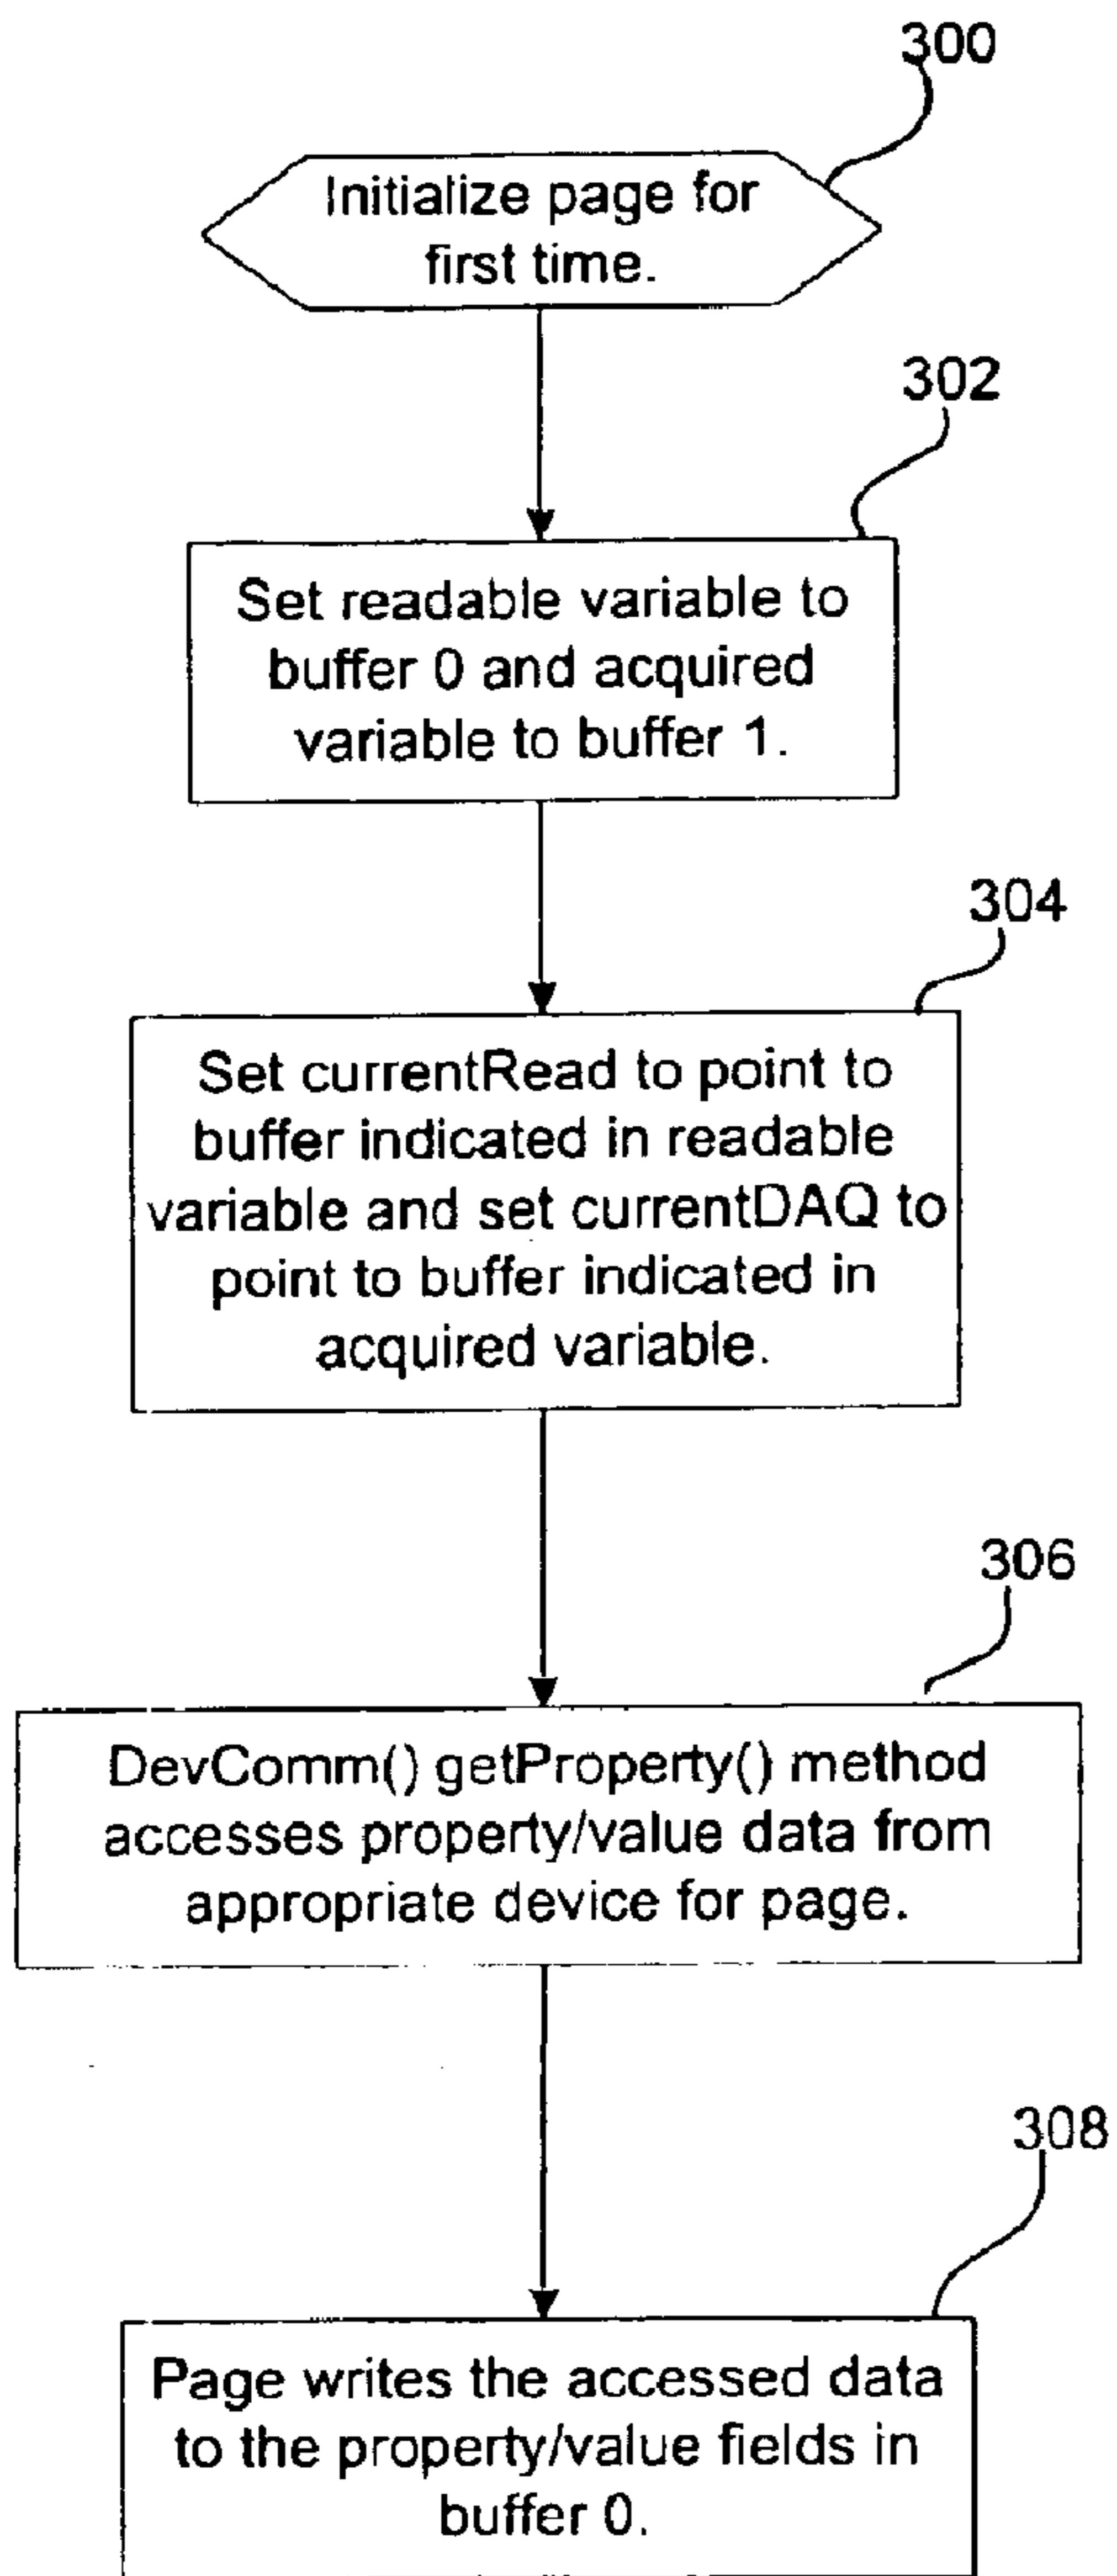 300
Initialize page for
first time.
302
Set readable variable to
buffer 0 and acquired
variable to buffer 1.
304
Set currentRead to point to
buffer indicated in readable
variable and set currentDAQ to
point to buffer indicated in
acquired variable.
306
DevComm() getProperty() method
accesses property/value data from
appropriate device for page.
308
Page writes the accessed data
to the property/value fields in
buffer 0.